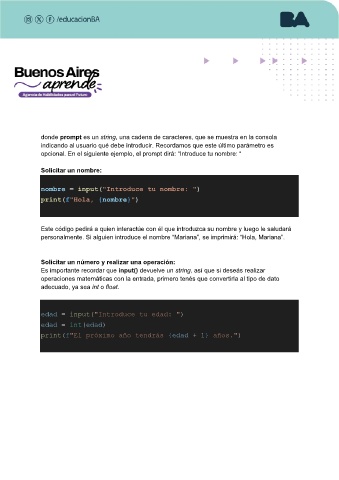 /educacionBA
BA
Buenos Aires
aprende
Agencia de Habilidades para el Futuro
donde prompt es un string, una cadena de caracteres, que se muestra en la consola
indicando al usuario qué debe introducir. Recordamos que este último parámetro es
opcional. En el siguiente ejemplo, el prompt dirá: "Introduce tu nombre: "
Solicitar un nombre:
nombre = input("Introduce tu nombre: ")
print(f"Hola, {nombre}")
Este código pedirá a quien interactúe con él que introduzca su nombre y luego le saludará
personalmente. Si alguien introduce el nombre "Mariana", se imprimirá: "Hola, Mariana".
Solicitar un número y realizar una operación:
Es importante recordar que input() devuelve un string, así que si deseás realizar
operaciones matemáticas con la entrada, primero tenés que convertirla al tipo de dato
adecuado, ya sea int o float.
edad = input("Introduce tu edad: ")
edad = int(edad)
print(f"El próximo año tendrás {edad + 1} años.")